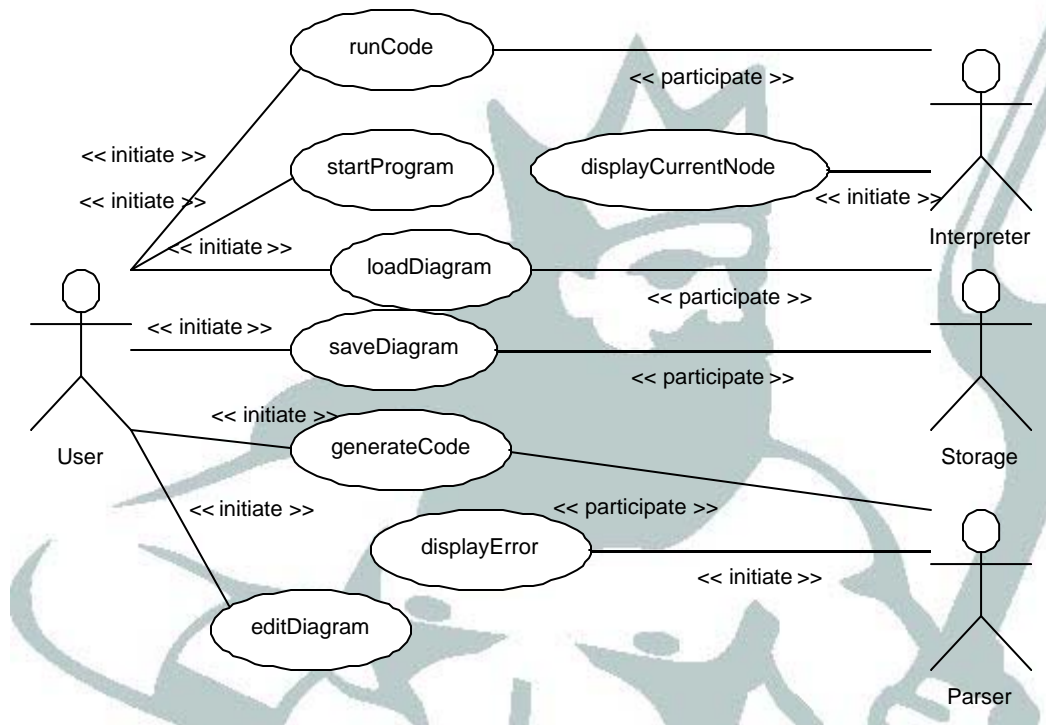 runCode
<< participate >>
<< initiate >>
startProgram
displayCurrentNode
<< initiate >>
<< initiate >>
Interpreter
<< initiate >>
loadDiagram
<< participate >>
<< initiate >>
saveDiagram
<< participate >>
<< initiate >>
User
generateCode
Storage
<< initiate >>
<< participate >>
displayError
<< initiate >>
editDiagram
Parser